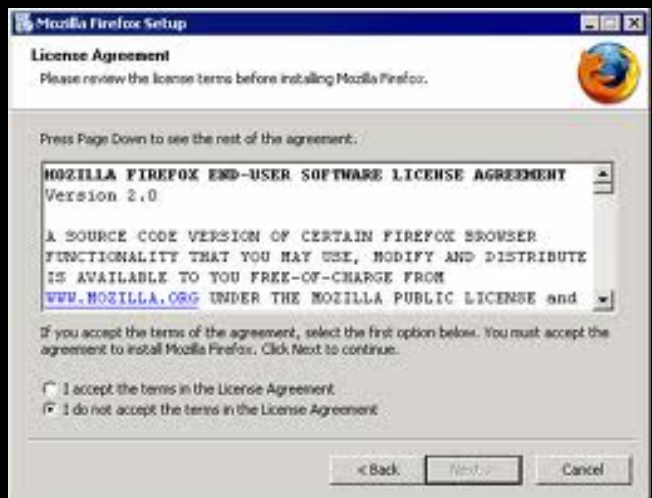 Mozilla Firefox Setup
License Agreement
Please review the license terms before installing Mozilla Firefox.
Press Page Down to see the rest of the agreement.
MOZILLA FIREFOX END-USER SOFTWARE LICENSE AGREEMENT
Version 2.0
A SOURCE CODE VERSION OF CERTAIN FIREFOX BROWSER
FUNCTIONALITY THAT YOU MAY USE, MODIFY AND DISTRIBUTE
IS AVAILABLE TO YOU FREE-OF-CHARGE FROM
WWW.MOZILLA.ORG UNDER THE MOZILLA PUBLIC LICENSE and
If you accept the terms of the agreement, select the first option below. You must accept the
agreement to install Mozilla Firefox. Click Next to continue.
I accept the terms in the License Agreement
I do not accept the terms in the License Agreement
< Back Next > Cancel